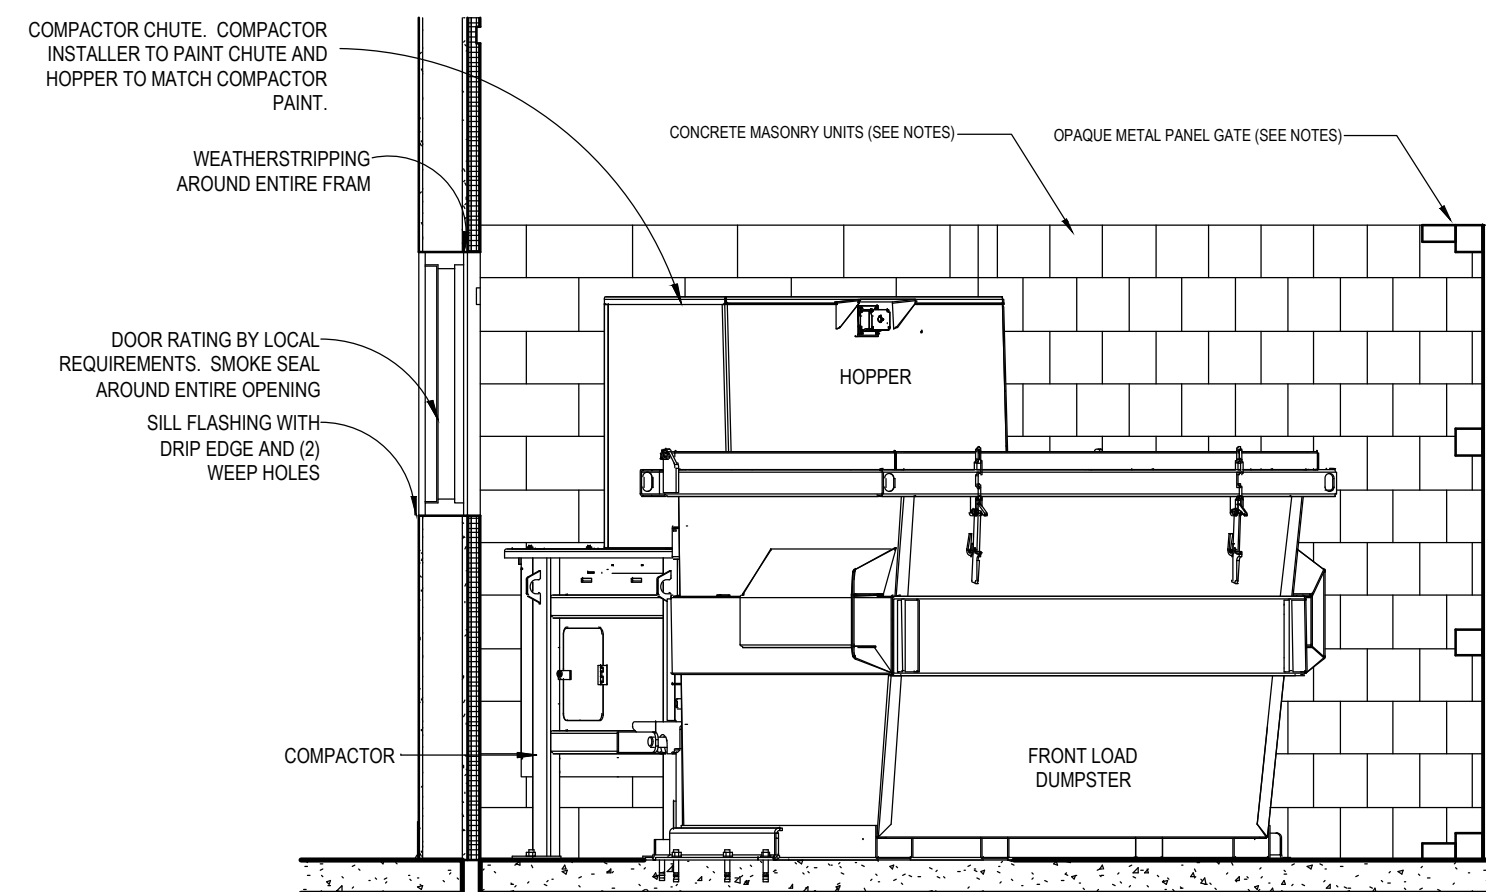 COMPACTOR CHUTE. COMPACTOR
INSTALLER TO PAINT CHUTE AND
HOPPER TO MATCH COMPACTOR
PAINT.
CONCRETE MASONRY UNITS (SEE NOTES)
OPAQUE METAL PANEL GATE (SEE NOTES)
WEATHERSTRIPPING
AROUND ENTIRE FRAM
DOOR RATING BY LOCAL
REQUIREMENTS. SMOKE SEAL
AROUND ENTIRE OPENING
HOPPER
SILL FLASHING WITH
DRIP EDGE AND (2)
WEEP HOLES
COMPACTOR
FRONT LOAD
DUMPSTER